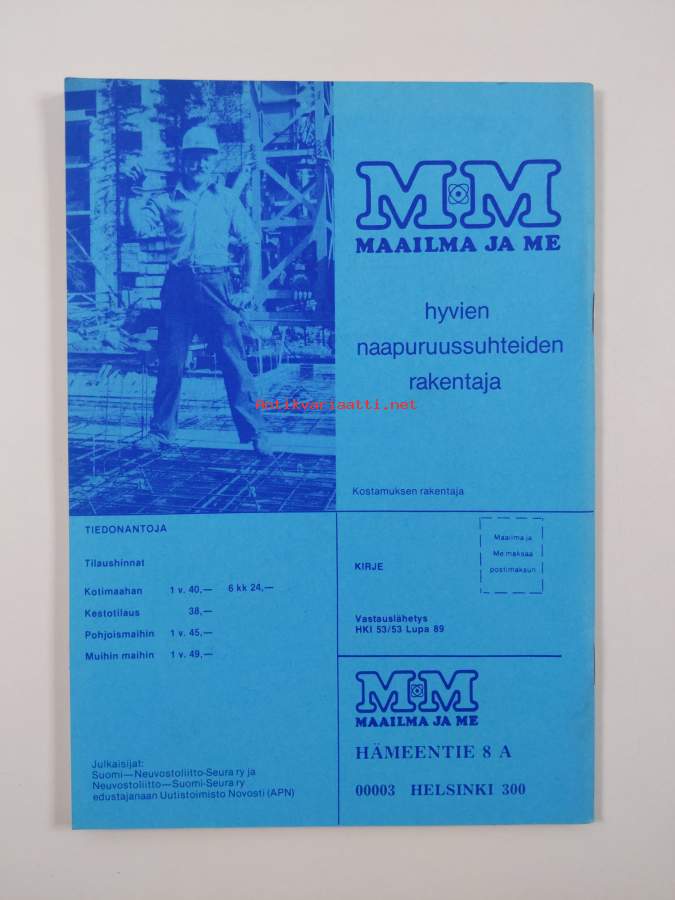 MM
MAAILMA JA ME
hyvien
naapuruussuhteiden
rakentaja
Antikvariaatti.net
Kostamuksen rakentaja
TIEDONANTOJA
Tilaushinnat
Kotimaahan 1 v. 40,— 6 kk 24,—
Kestotilaus 38,—
Pohjoismaihin 1 v. 45,—
Muihin maihin 1 v. 49,—
Julkaisijat:
Suomi—Neuvostoliitto-Seura ry ja
Neuvostoliitto—Suomi-Seura ry
edustajanaan Uutistoimisto Novosti (APN)
Maailma ja
Me maksaa
postimaksun
KIRJE
Vastauslähetys
HKI 53/53 Lupa 89
MM
MAAILMA JA ME
HÄMEENTIE 8 A
00003 HELSINKI 300